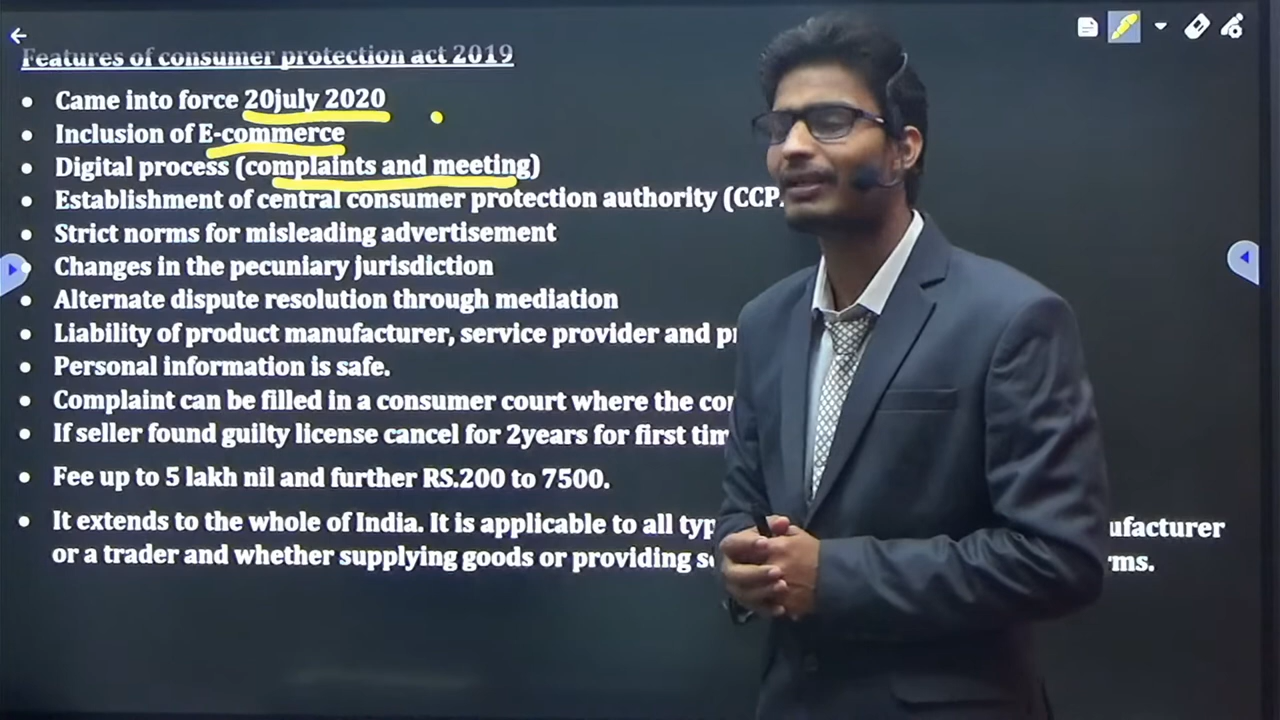 Features of consumer protection act 2019
• Came into force 20july 2020
• Inclusion of E-commerce
• Digital process (complaints and meeting)
• Establishment of central consumer protection authority (CCP
• Strict norms for misleading advertisement
• Changes in the pecuniary jurisdiction
• Alternate dispute resolution through mediation
• Liability of product manufacturer, service provider and
• Personal information is safe.
• Complaint can be filled in a consumer court where the
• If seller found guilty license cancel for 2years for first
• Fee up to 5 lakh nil and further RS.200 to 7500.
• It extends to the whole of India. It is applicable to all
or a trader and whether supplying goods or providing